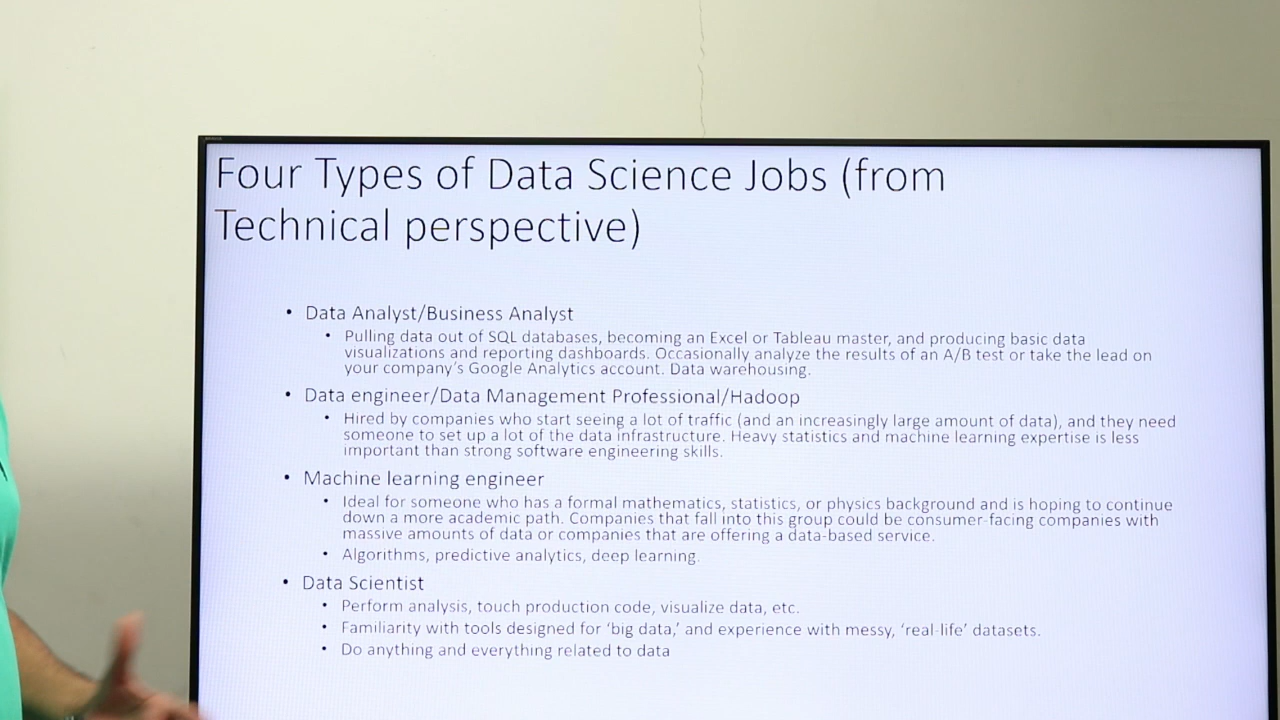 Four Types of Data Science Jobs (from
Technical perspective)
• Data Analyst/Business Analyst
• Pulling data out of SQL databases, becoming an Excel or Tableau master, and producing basic data
visualizations and reporting dashboards. Occasionally analyze the results of an A/B test or take the lead on
your company's Google Analytics account. Data warehousing.
• Data engineer/Data Management Professional/Hadoop
• Hired by companies who start seeing a lot of traffic (and an increasingly large amount of data), and they need
someone to set up a lot of the data infrastructure. Heavy statistics and machine learning expertise is less
important than strong software engineering skills.
• Machine learning engineer
• Ideal for someone who has a formal mathematics, statistics, or physics background and is hoping to continue
down a more academic path. Companies that fall into this group could be consumer-facing companies with
massive amounts of data or companies that are offering a data-based service.
• Algorithms, predictive analytics, deep learning.
• Data Scientist
• Perform analysis, touch production code, visualize data, etc.
• Familiarity with tools designed for 'big data,' and experience with messy, 'real-life' datasets.
• Do anything and everything related to data